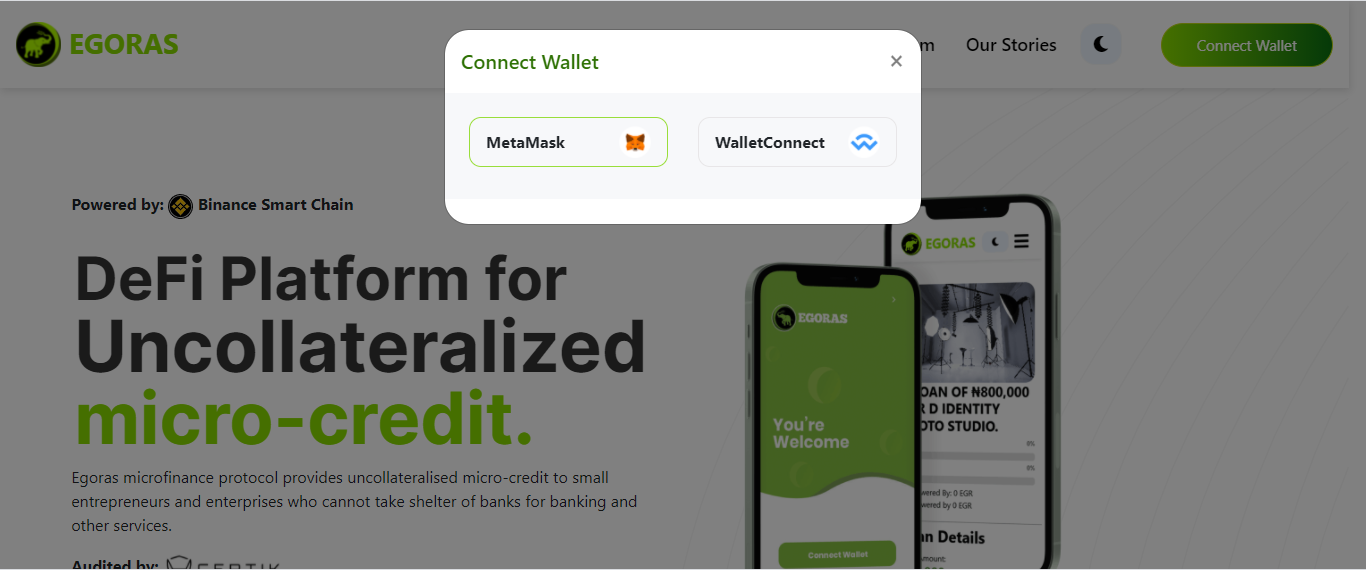 EGORAS
Our Stories
Connect Wallet
Connect Wallet
×
MetaMask
WalletConnect
Powered by: Binance Smart Chain
DeFi Platform for
Uncollateralized
micro-credit.
Egoras microfinance protocol provides uncollateralised micro-credit to small
entrepreneurs and enterprises who cannot take shelter of banks for banking and
other services.
Audited by:
EGORAS
EGORAS
You're
Welcome
Connect Wallet
OAN OF ₦800,000
R D IDENTITY
OTO STUDIO.
0%
0%
wered By: 0 EGR
wered by 0 EGR
an Details
Amount: